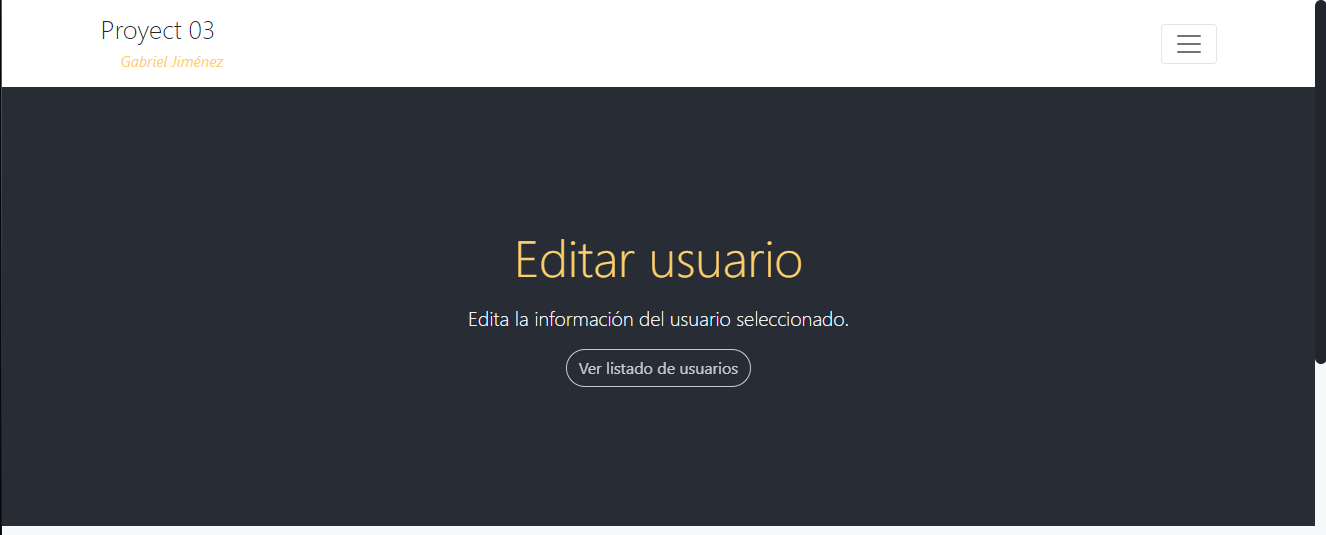 Proyect 03
Gabriel Jiménez
Editar usuario
Edita la información del usuario seleccionado.
Ver listado de usuarios